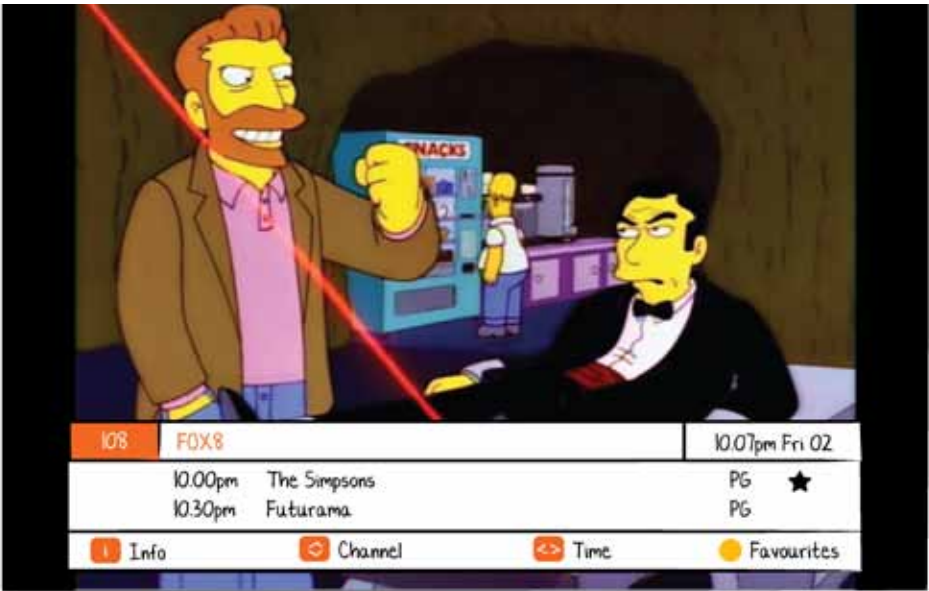 SNACKS
108 FOX8 10.07pm Fri 02
10.00pm The Simpsons PG
10.30pm Futurama PG
i Info Channel <> Time Favourites